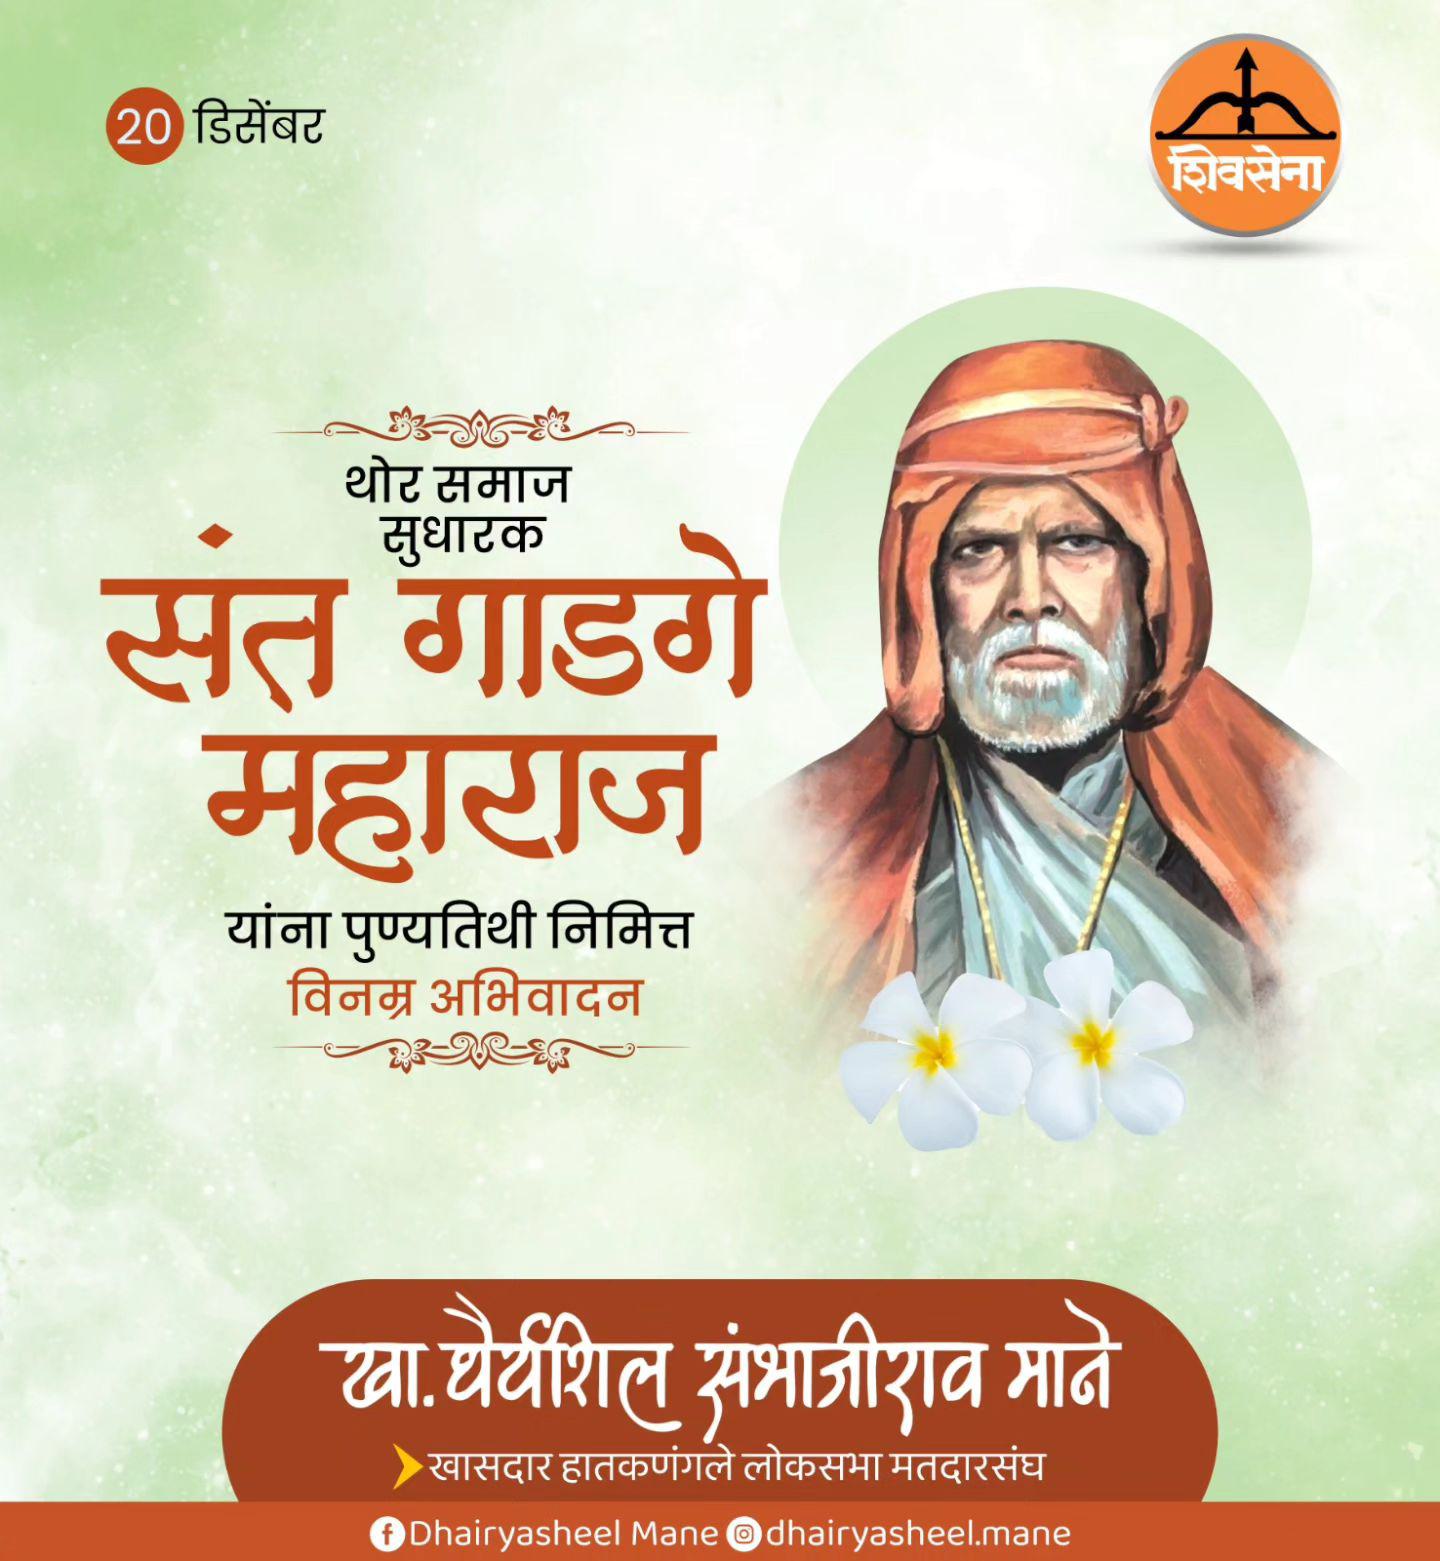 20 डिसेंबर
शिवसेना
थोर समाज
सुधारक
संत गाडगे
महाराज
यांना पुण्यतिथी निमित्त
विनम्र अभिवादन
खा.धैर्यशिल संभाजीराव माने
खासदार हातकणंगले लोकसभा मतदारसंघ
Dhairyasheel Mane dhairyasheel.mane